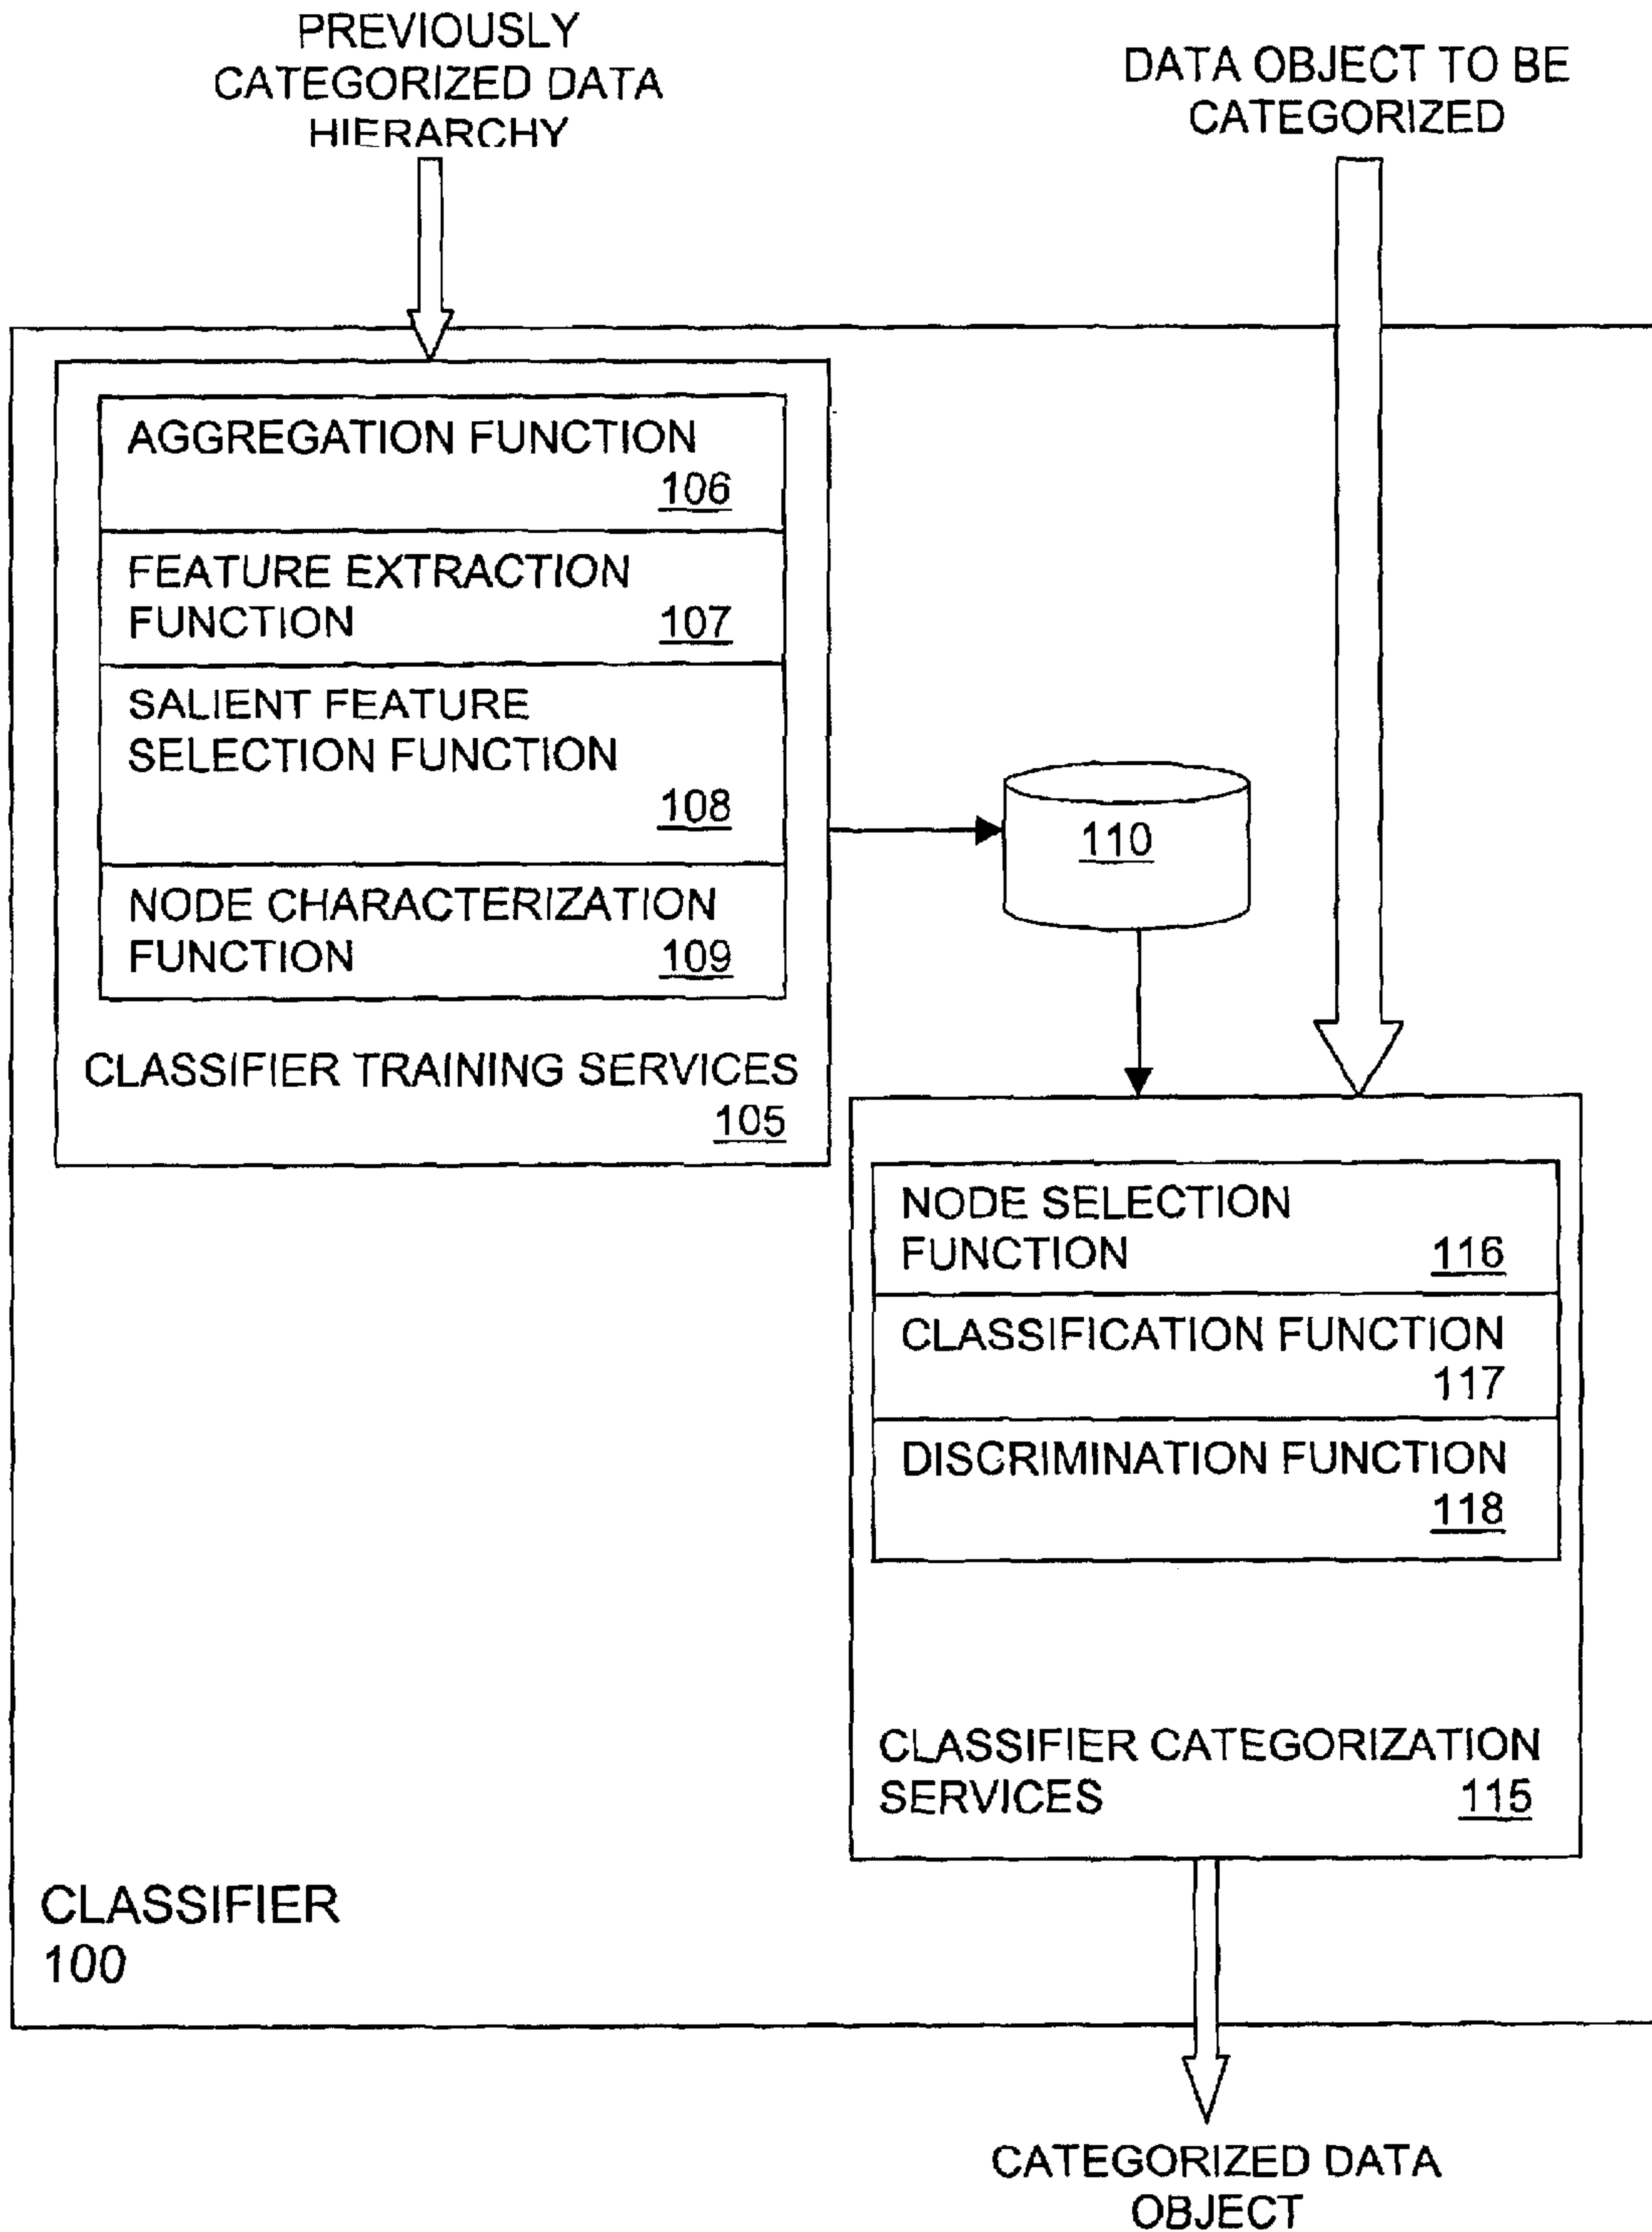 PREVIOUSLY
CATEGORIZED DATA
HIERARCHY
DATA OBJECT TO BE
CATEGORIZED
AGGREGATION FUNCTION
106
FEATURE EXTRACTION
FUNCTION 107
SALIENT FEATURE
SELECTION FUNCTION
108
NODE CHARACTERIZATION
FUNCTION 109
CLASSIFIER TRAINING SERVICES
105
110
NODE SELECTION
FUNCTION 116
CLASSIFICATION FUNCTION
117
DISCRIMINATION FUNCTION
118
CLASSIFIER CATEGORIZATION
SERVICES 115
CLASSIFIER
100
CATEGORIZED DATA
OBJECT